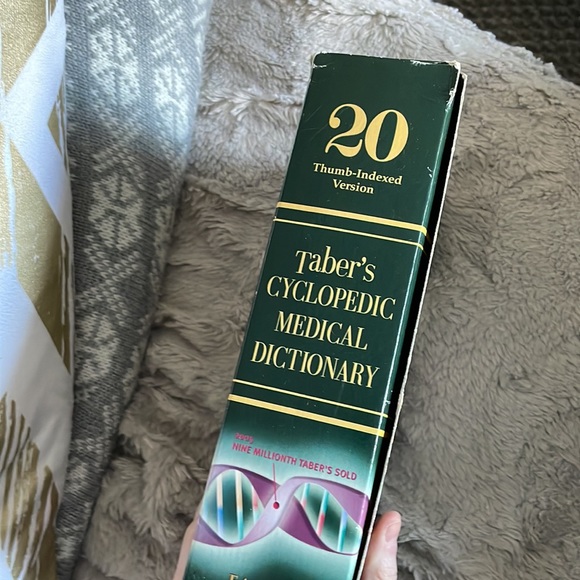 20
Thumb-Indexed
Version
Taber's
CYCLOPEDIC
MEDICAL
DICTIONARY
NINE MILLIONTH TABER'S SOLD